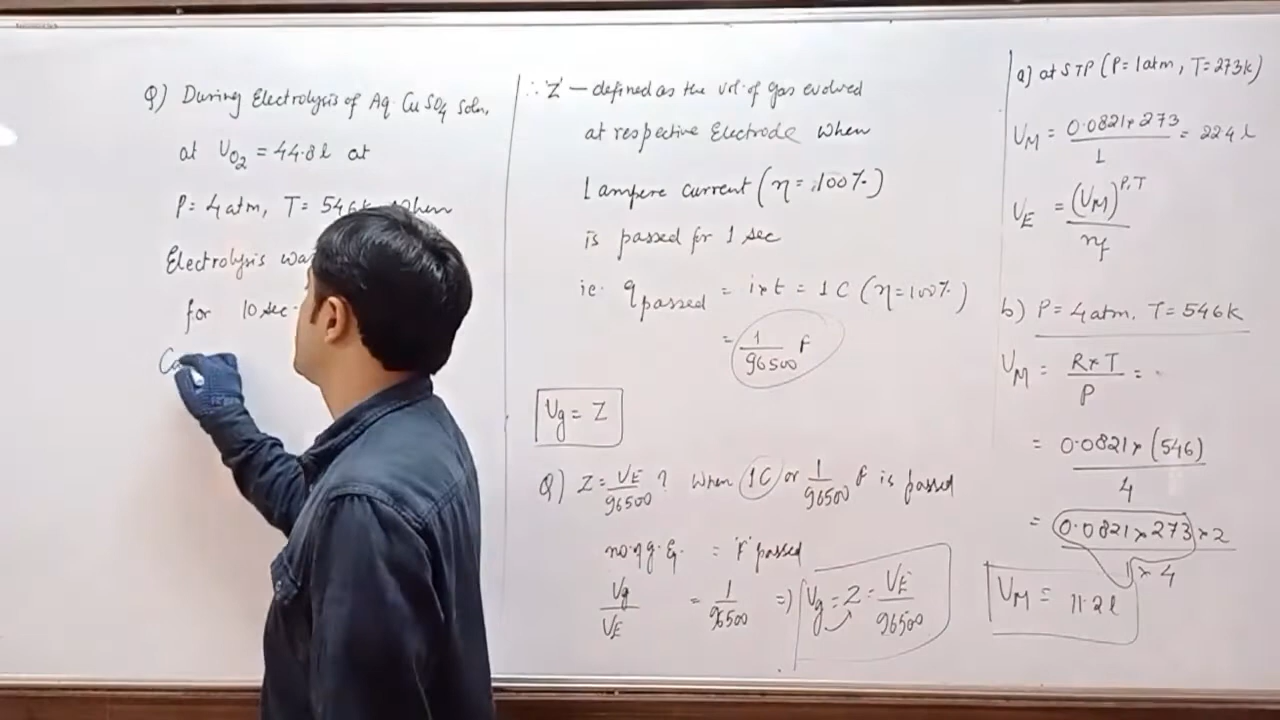 Q) During Electrolysis of Aq. CuSO4 Soln,
at VO2 = 44.8 l at
P = 4 atm, T = 546K When
Electrolysis wa
for 10 sec.
Ca
∴ 'Z' — defined as the vol. of gas evolved
at respective Electrode when
1 ampere current (η = 100%)
is passed for 1 sec
ie. q passed = i × t = 1C (η = 100%)
= 1/96500 F
Vg = Z
Q) Z = VE/96500 ? when 1C or 1/96500 F is passed
no. of g. Eq. = 'F' passed
Vg/VE = 1/96500 => Vg = Z = VE/96500
a) at STP (P = 1 atm, T = 273K)
VM = 0.0821 × 273/1 = 22.4 l
VE = (VM)P,T/nf
b) P = 4 atm. T = 546K
VM = R × T/P =
= 0.0821 × (546)/4
= 0.0821 × 273 × 2/1 × 4
VM = 11.2 l